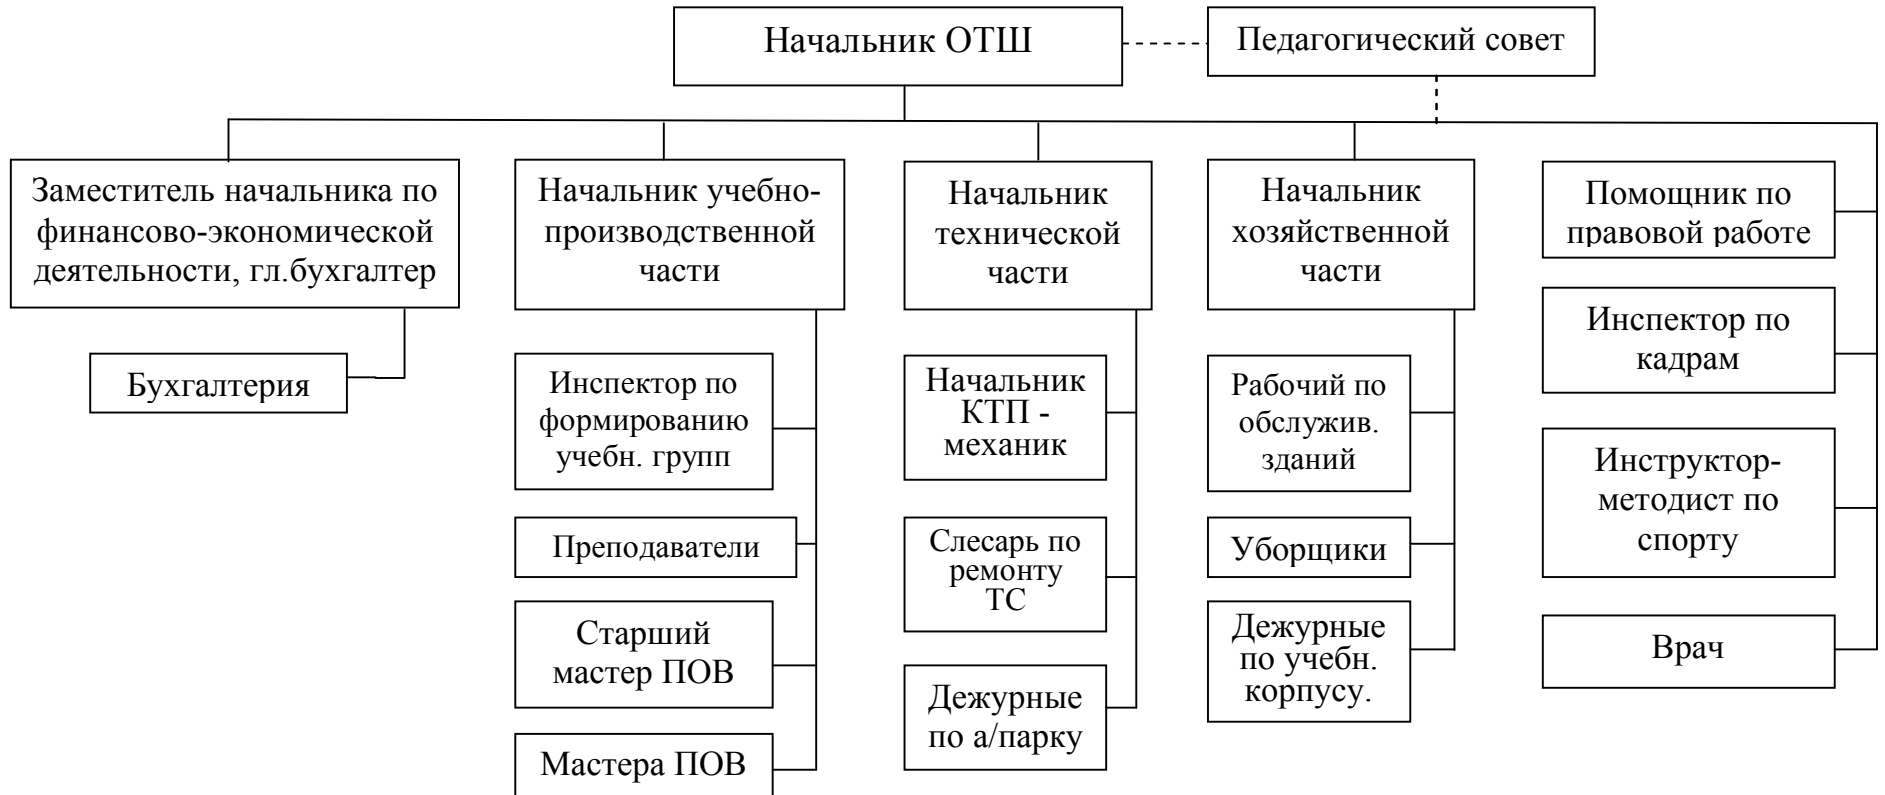 Начальник ОТШ
Педагогический совет
Заместитель начальника по
финансово-экономической
деятельности, гл.бухгалтер
Бухгалтерия
Начальник учебно-
производственной
части
Инспектор по
формированию
учебн. групп
Преподаватели
Старший
мастер ПОВ
Мастера ПОВ
Начальник
технической
части
Начальник
КТП -
механик
Слесарь по
ремонту
ТС
Дежурные
по а/парку
Начальник
хозяйственной
части
Рабочий по
обслужив.
зданий
Уборщики
Дежурные
по учебн.
корпусу.
Помощник по
правовой работе
Инспектор по
кадрам
Инструктор-
методист по
спорту
Врач